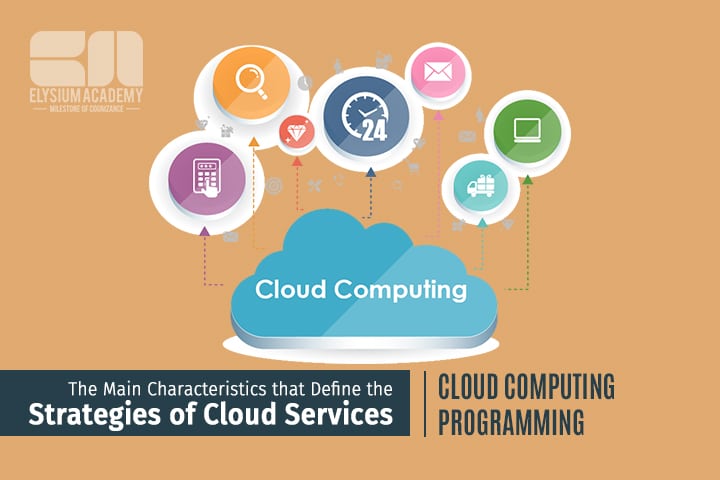 ELYSIUM ACADEMY
MILESTONE OF COGNIZANCE
24
Cloud Computing
The Main Characteristics that Define the
Strategies of Cloud Services
CLOUD COMPUTING
PROGRAMMING